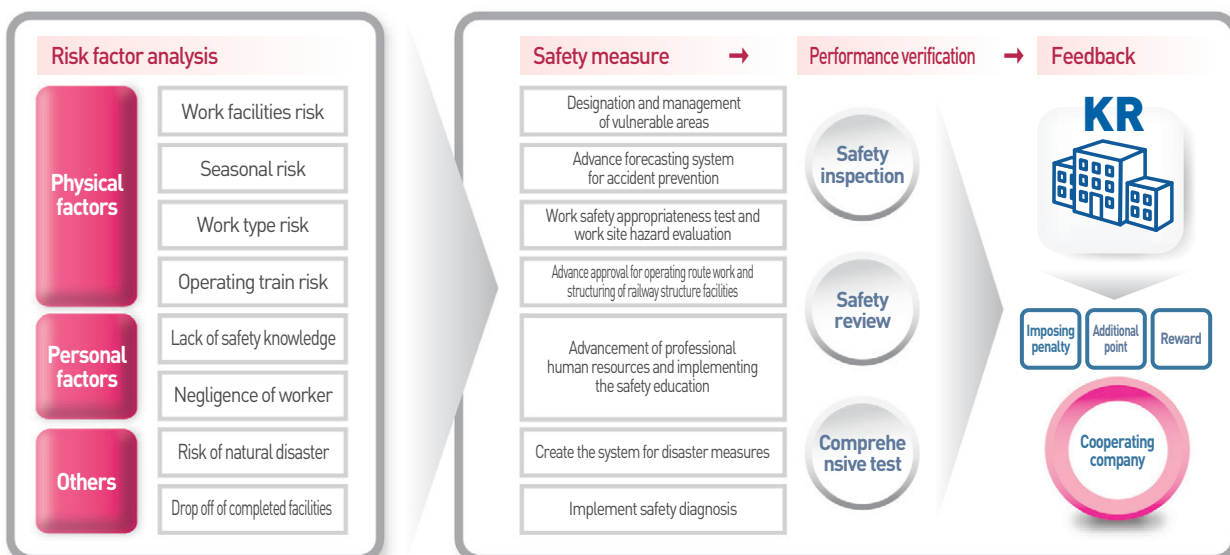 Risk factor analysis
Physical
factors
Work facilities risk
Seasonal risk
Work type risk
Operating train risk
Personal
factors
Lack of safety knowledge
Negligence of worker
Others
Risk of natural disaster
Drop off of completed facilities
Safety measure →
Designation and management
of vulnerable areas
Advance forecasting system
for accident prevention
Work safety appropriateness test and
work site hazard evaluation
Advance approval for operating route work and
structuring of railway structure facilities
Advancement of professional
human resources and implementing
the safety education
Create the system for disaster measures
Implement safety diagnosis
Performance verification →
Safety
inspection
Safety
review
Comprehe
nsive test
Feedback
KR
Imposing
penalty
Additional
point
Reward
Cooperating
company